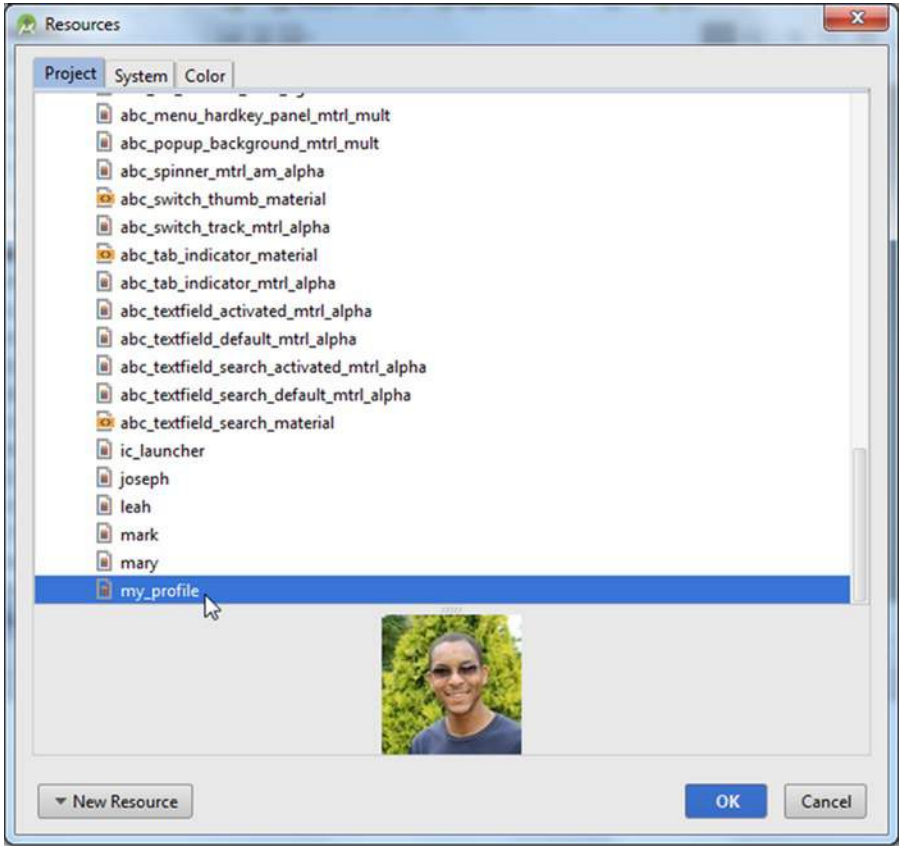 Resources
Project System Color
abc_menu_hardkey_panel_mtrl_mult
abc_popup_background_mtrl_mult
abc_spinner_mtrl_am_alpha
abc_switch_thumb_material
abc_switch_track_mtrl_alpha
abc_tab_indicator_material
abc_tab_indicator_mtrl_alpha
abc_textfield_activated_mtrl_alpha
abc_textfield_default_mtrl_alpha
abc_textfield_search_activated_mtrl_alpha
abc_textfield_search_default_mtrl_alpha
abc_textfield_search_material
ic_launcher
joseph
leah
mark
mary
my_profile
New Resource OK Cancel